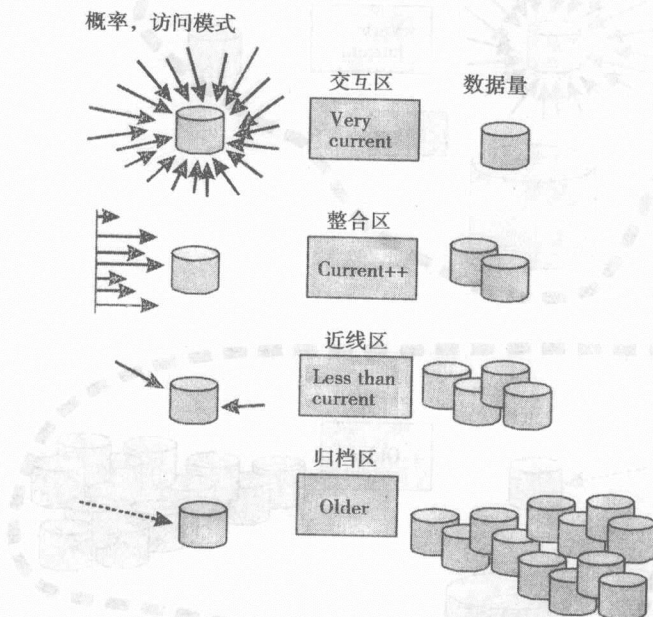 概率，访问模式
交互区
数据量
Very
current
整合区
Current++
近线区
Less than
current
归档区
Older